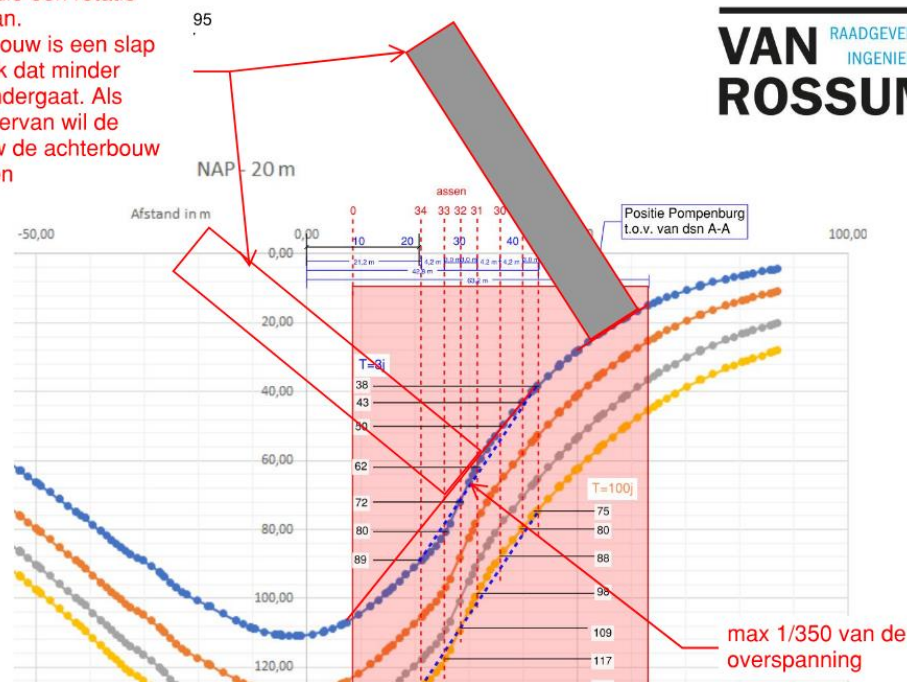 an.
95
ouw is een slap
k dat minder
ndergaat. Als
ervan wil de
w de achterbouw
en
VAN
RAADGEVE
INGENIE
ROSSUM
NAP - 20 m
assen
Afstand in m
-50,00
0,00
0
34
33
32
31
30
Positie Pompenburg
t.o.v. van dsn A-A
100,00
0,00
10
20
30
40
21,2 m
4,2 m
4,2 m
4,2 m
20,00
T=3j
40,00
38
43
50
60,00
62
72
80,00
80
89
100,00
120,00
T=100j
75
80
88
98
109
117
max 1/350 van de
overspanning